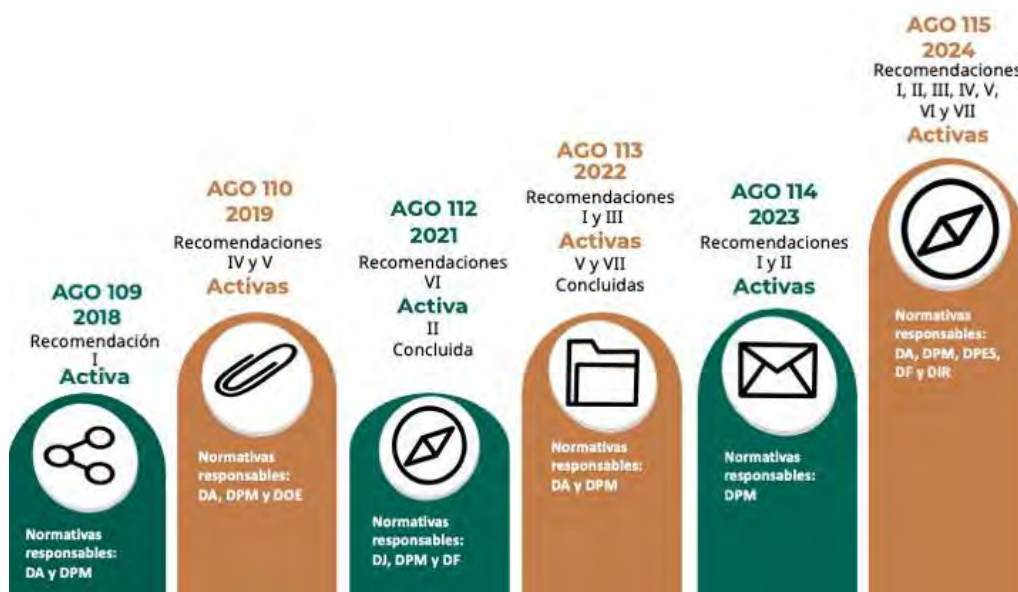 AGO 109
2018
Recomendación
I
Activa
Normativas
responsables:
DA y DPM
AGO 110
2019
Recomendaciones
IV y V
Activas
Normativas
responsables:
DA, DPM y DOE
AGO 112
2021
Recomendaciones
VI
Activa
II
Concluida
Normativas
responsables:
DJ, DPM y DF
AGO 113
2022
Recomendaciones
I y III
Activas
V y VII
Concluidas
Normativas
responsables:
DA y DPM
AGO 114
2023
Recomendaciones
I y II
Activas
Normativas
responsables:
DPM
AGO 115
2024
Recomendaciones
I, II, III, IV, V,
VI y VII
Activas
Normativas
responsables:
DA, DPM, DPES,
DF y DIR